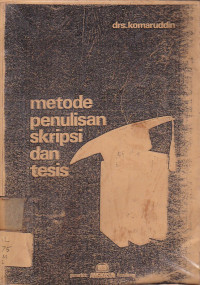 drs.komaruddin
metode
penulisan
skripsi
dan
tesis